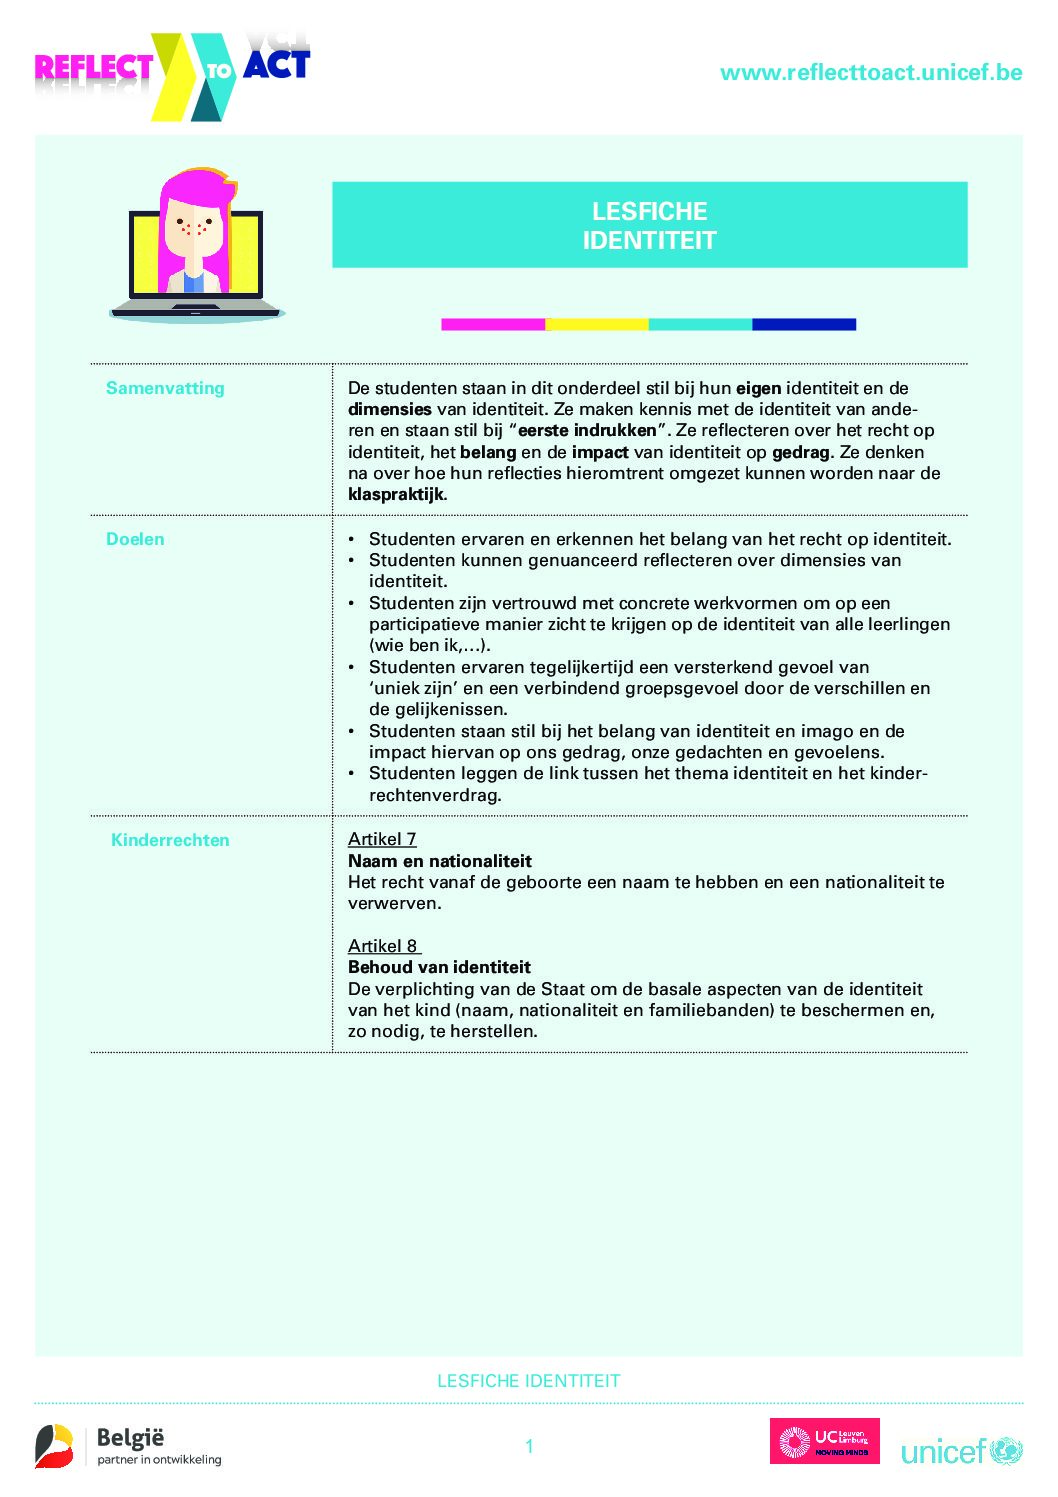 REFLECT TO ACT
www.reflecttoact.unicef.be
LESFICHE
IDENTITEIT
Samenvatting
De studenten staan in dit onderdeel stil bij hun eigen identiteit en de
dimensies van identiteit. Ze maken kennis met de identiteit van ande-
ren en staan stil bij “eerste indrukken”. Ze reflecteren over het recht op
identiteit, het belang en de impact van identiteit op gedrag. Ze denken
na over hoe hun reflecties hieromtrent omgezet kunnen worden naar de
klaspraktijk.
Doelen
• Studenten ervaren en erkennen het belang van het recht op identiteit.
• Studenten kunnen genuanceerd reflecteren over dimensies van
identiteit.
• Studenten zijn vertrouwd met concrete werkvormen om op een
participatieve manier zicht te krijgen op de identiteit van alle leerlingen
(wie ben ik,…).
• Studenten ervaren tegelijkertijd een versterkend gevoel van
‘uniek zijn’ en een verbindend groepsgevoel door de verschillen en
de gelijkenissen.
• Studenten staan stil bij het belang van identiteit en imago en de
impact hiervan op ons gedrag, onze gedachten en gevoelens.
• Studenten leggen de link tussen het thema identiteit en het kinder-
rechtenverdrag.
Kinderrechten
Artikel 7
Naam en nationaliteit
Het recht vanaf de geboorte een naam te hebben en een nationaliteit te
verwerven.
Artikel 8
Behoud van identiteit
De verplichting van de Staat om de basale aspecten van de identiteit
van het kind (naam, nationaliteit en familiebanden) te beschermen en,
zo nodig, te herstellen.
LESFICHE IDENTITEIT
België
partner in ontwikkeling
1
UC Leuven
Limburg
MOVING MINDS
unicef